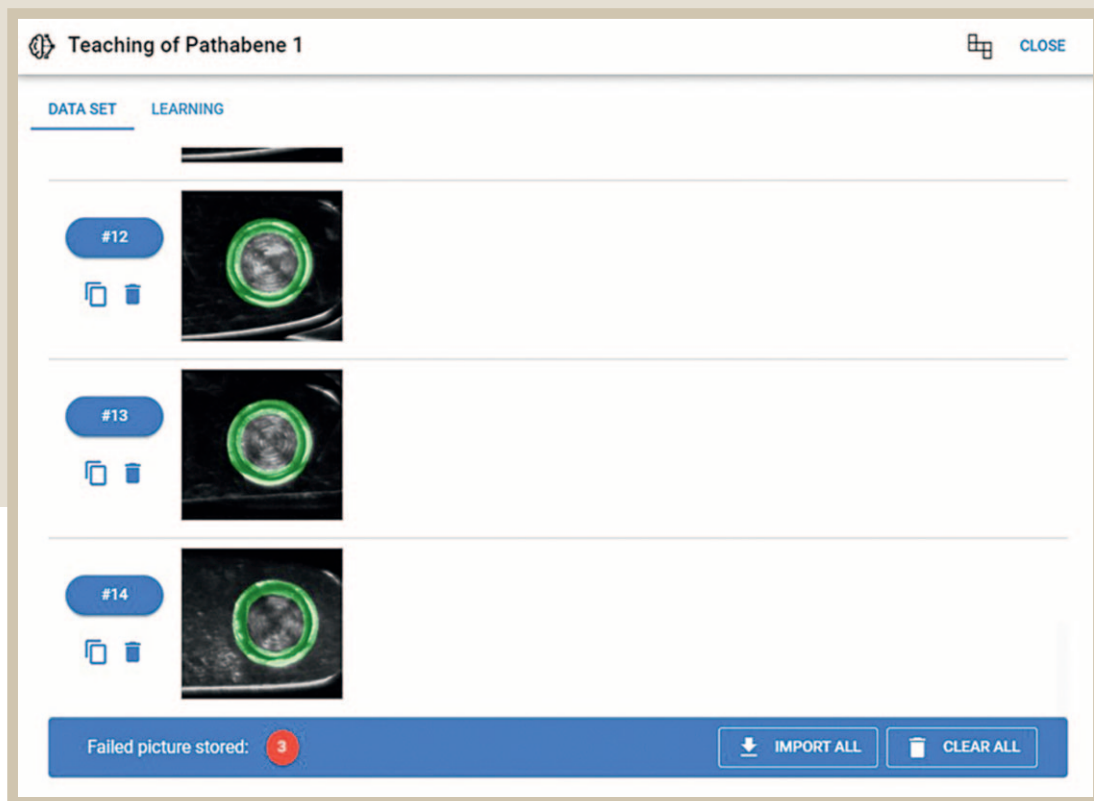 Teaching of Pathabene 1
CLOSE
DATA SET LEARNING
#12
#13
#14
Failed picture stored: 3
IMPORT ALL
CLEAR ALL